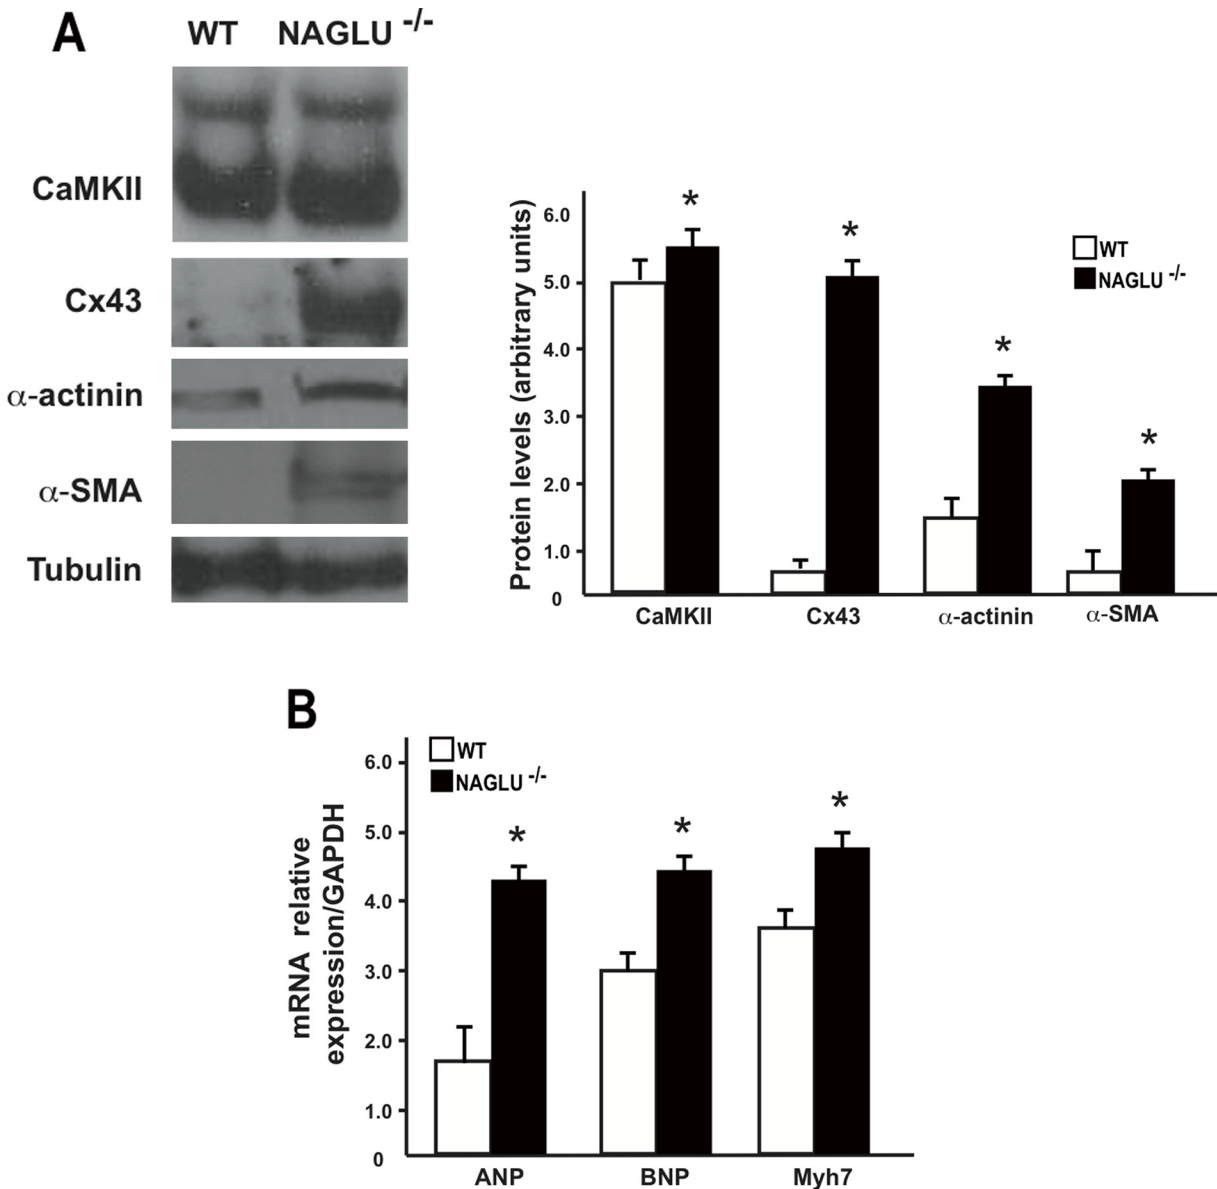 A
WT NAGLU -/-
CaMKII
Cx43
α-actinin
α-SMA
Tubulin
Protein levels (arbitrary units)
6.0
5.0
4.0
3.0
2.0
1.0
0
* * * *
WT
NAGLU -/-
CaMKII Cx43 α-actinin α-SMA
B
mRNA relative
expression/GAPDH
6.0
5.0
4.0
3.0
2.0
1.0
0
WT
NAGLU -/-
* * *
ANP BNP Myh7